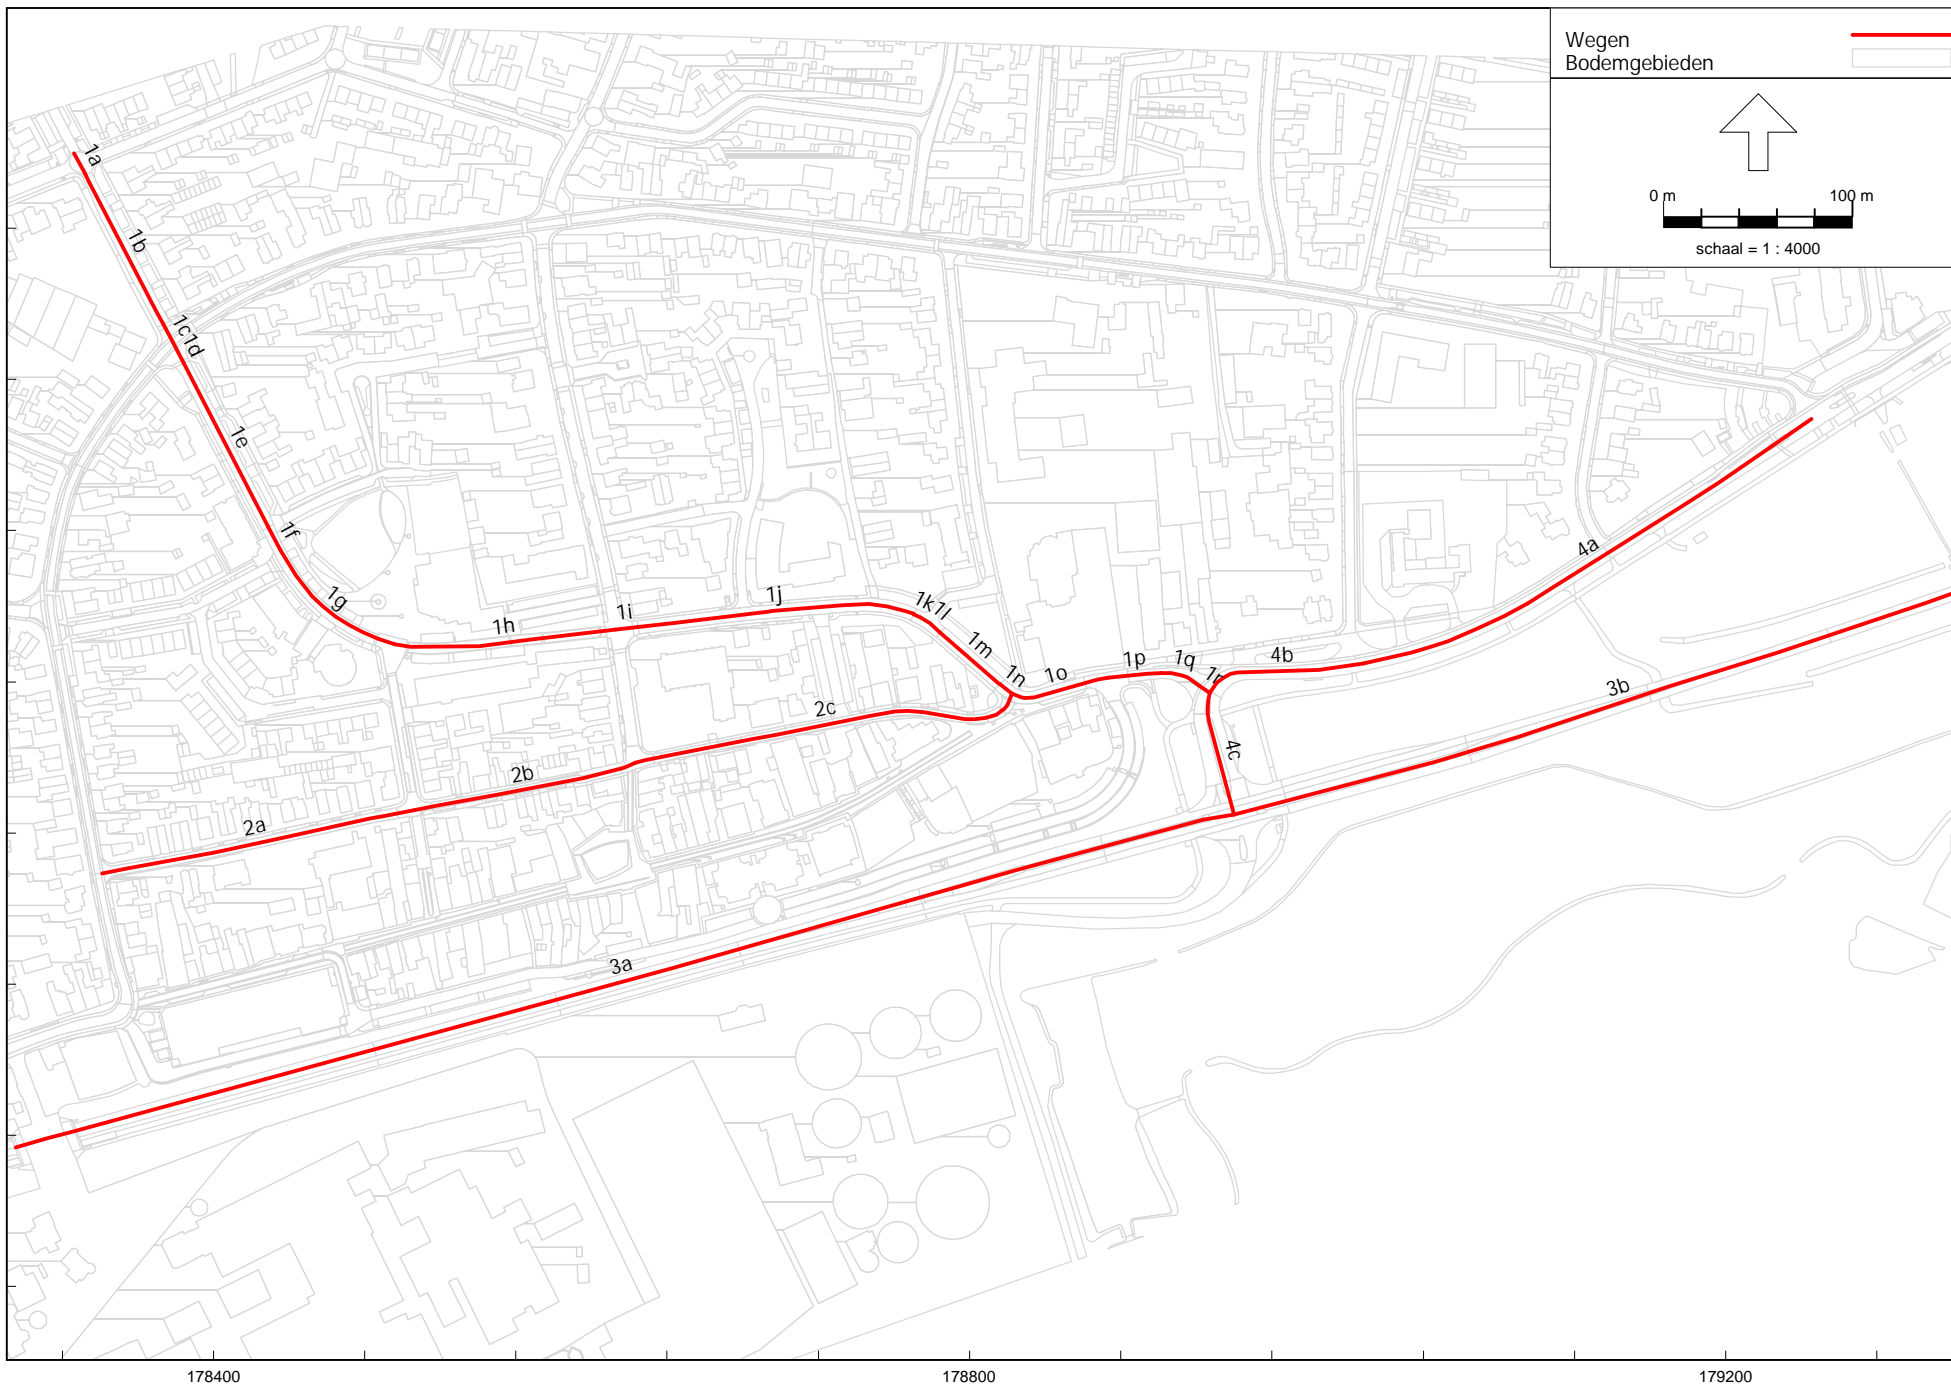 Wegen
Bodemgebieden
0 m 100 m
schaal = 1 : 4000
1a
1b
1c1d
1e
1f
1g
1h
1i
1j
1k1l
1m
1n
1o
1p
1q
1r
4a
4b
4c
3b
2c
2b
2a
3a
178400 178800 179200